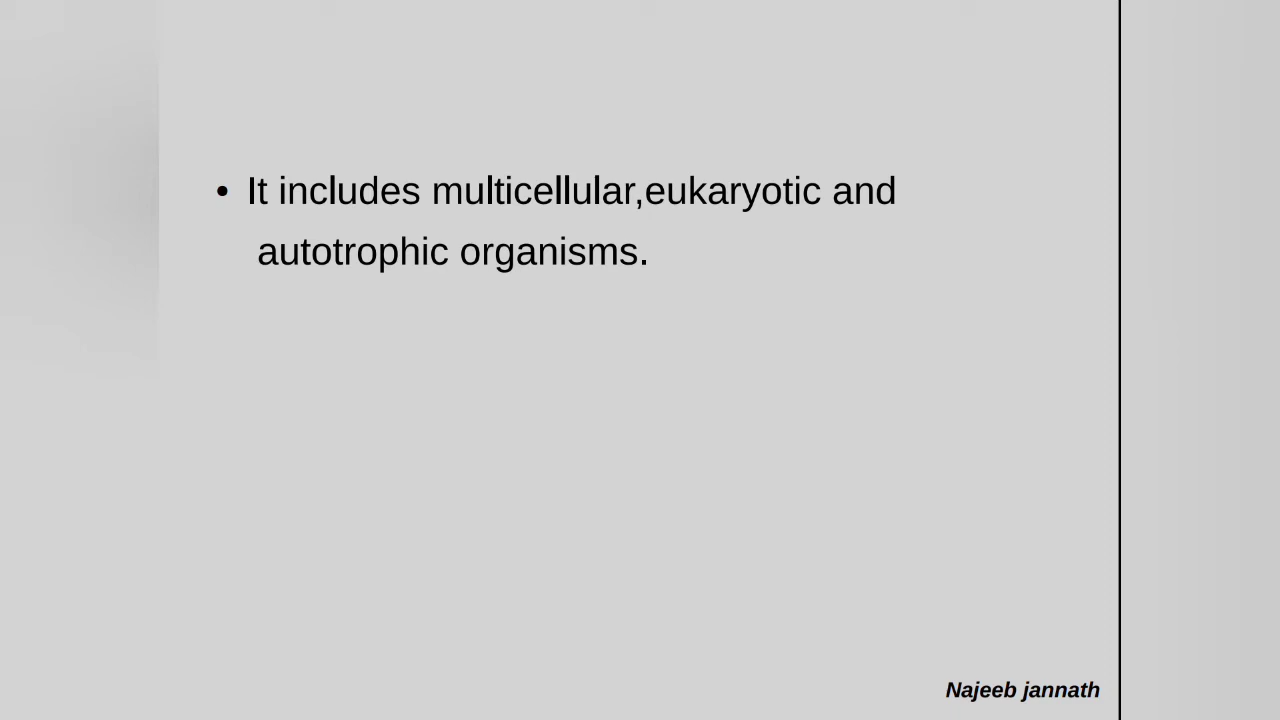 • It includes multicellular,eukaryotic and
autotrophic organisms.
Najeeb jannath